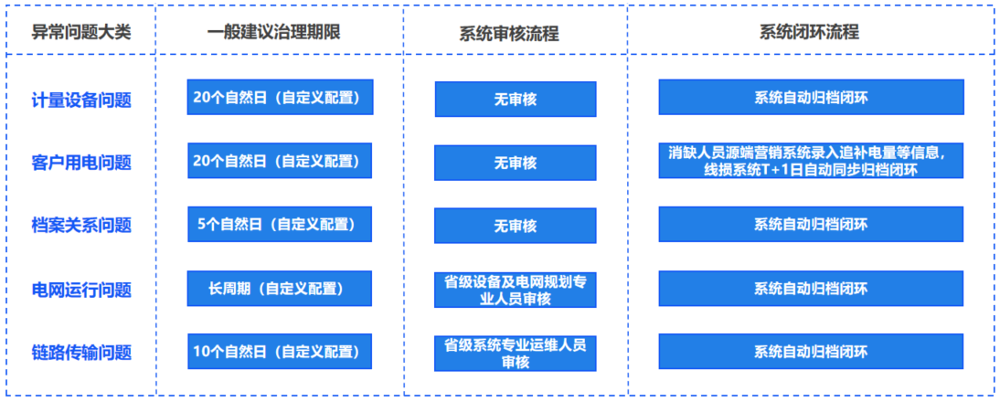 异常问题大类
一般建议治理期限
系统审核流程
系统闭环流程
计量设备问题
20个自然日（自定义配置）
无审核
系统自动归档闭环
客户用电问题
20个自然日（自定义配置）
无审核
消缺人员源端营销系统录入追补电量等信息，
线损系统T+1日自动同步归档闭环
档案关系问题
5个自然日（自定义配置）
无审核
系统自动归档闭环
电网运行问题
长周期（自定义配置）
省级设备及电网规划专
业人员审核
系统自动归档闭环
链路传输问题
10个自然日（自定义配置）
省级系统专业运维人员
审核
系统自动归档闭环